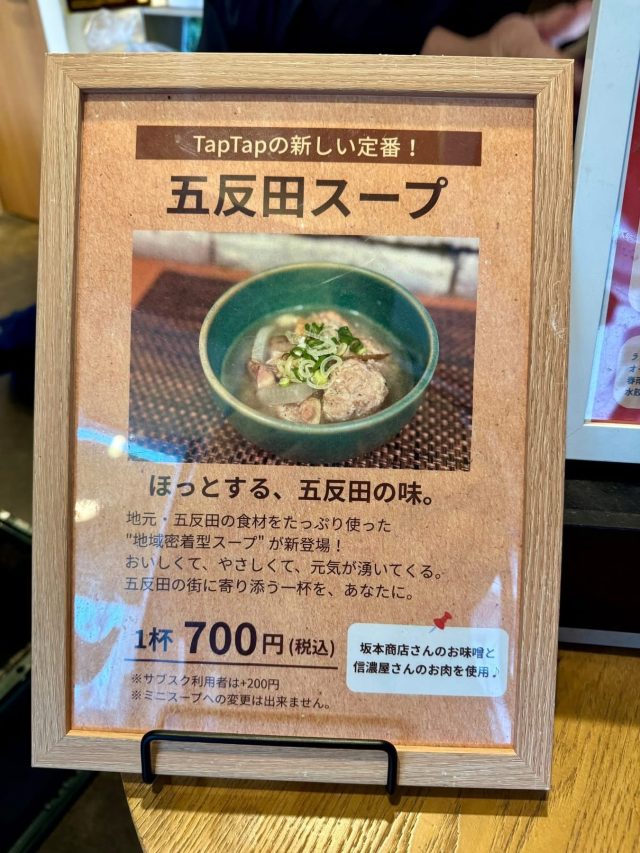 TapTapの新しい定番！
五反田スープ
ほっとする、五反田の味。
地元・五反田の食材をたっぷり使った
"地域密着型スープ" が新登場！
おいしくて、やさしくて、元気が湧いてくる。
五反田の街に寄り添う一杯を、あなたに。
1杯 700円 (税込)
※サブスク利用者は+200円
※ミニスープへの変更は出来ません。
坂本商店さんのお味噌と
信濃屋さんのお肉を使用♪